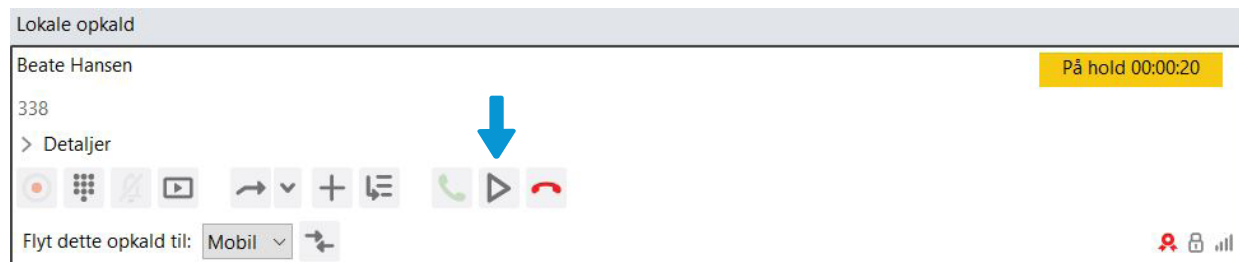 Lokale opkald
Beate Hansen
På hold 00:00:20
338
Detaljer
Flyt dette opkald til: Mobil